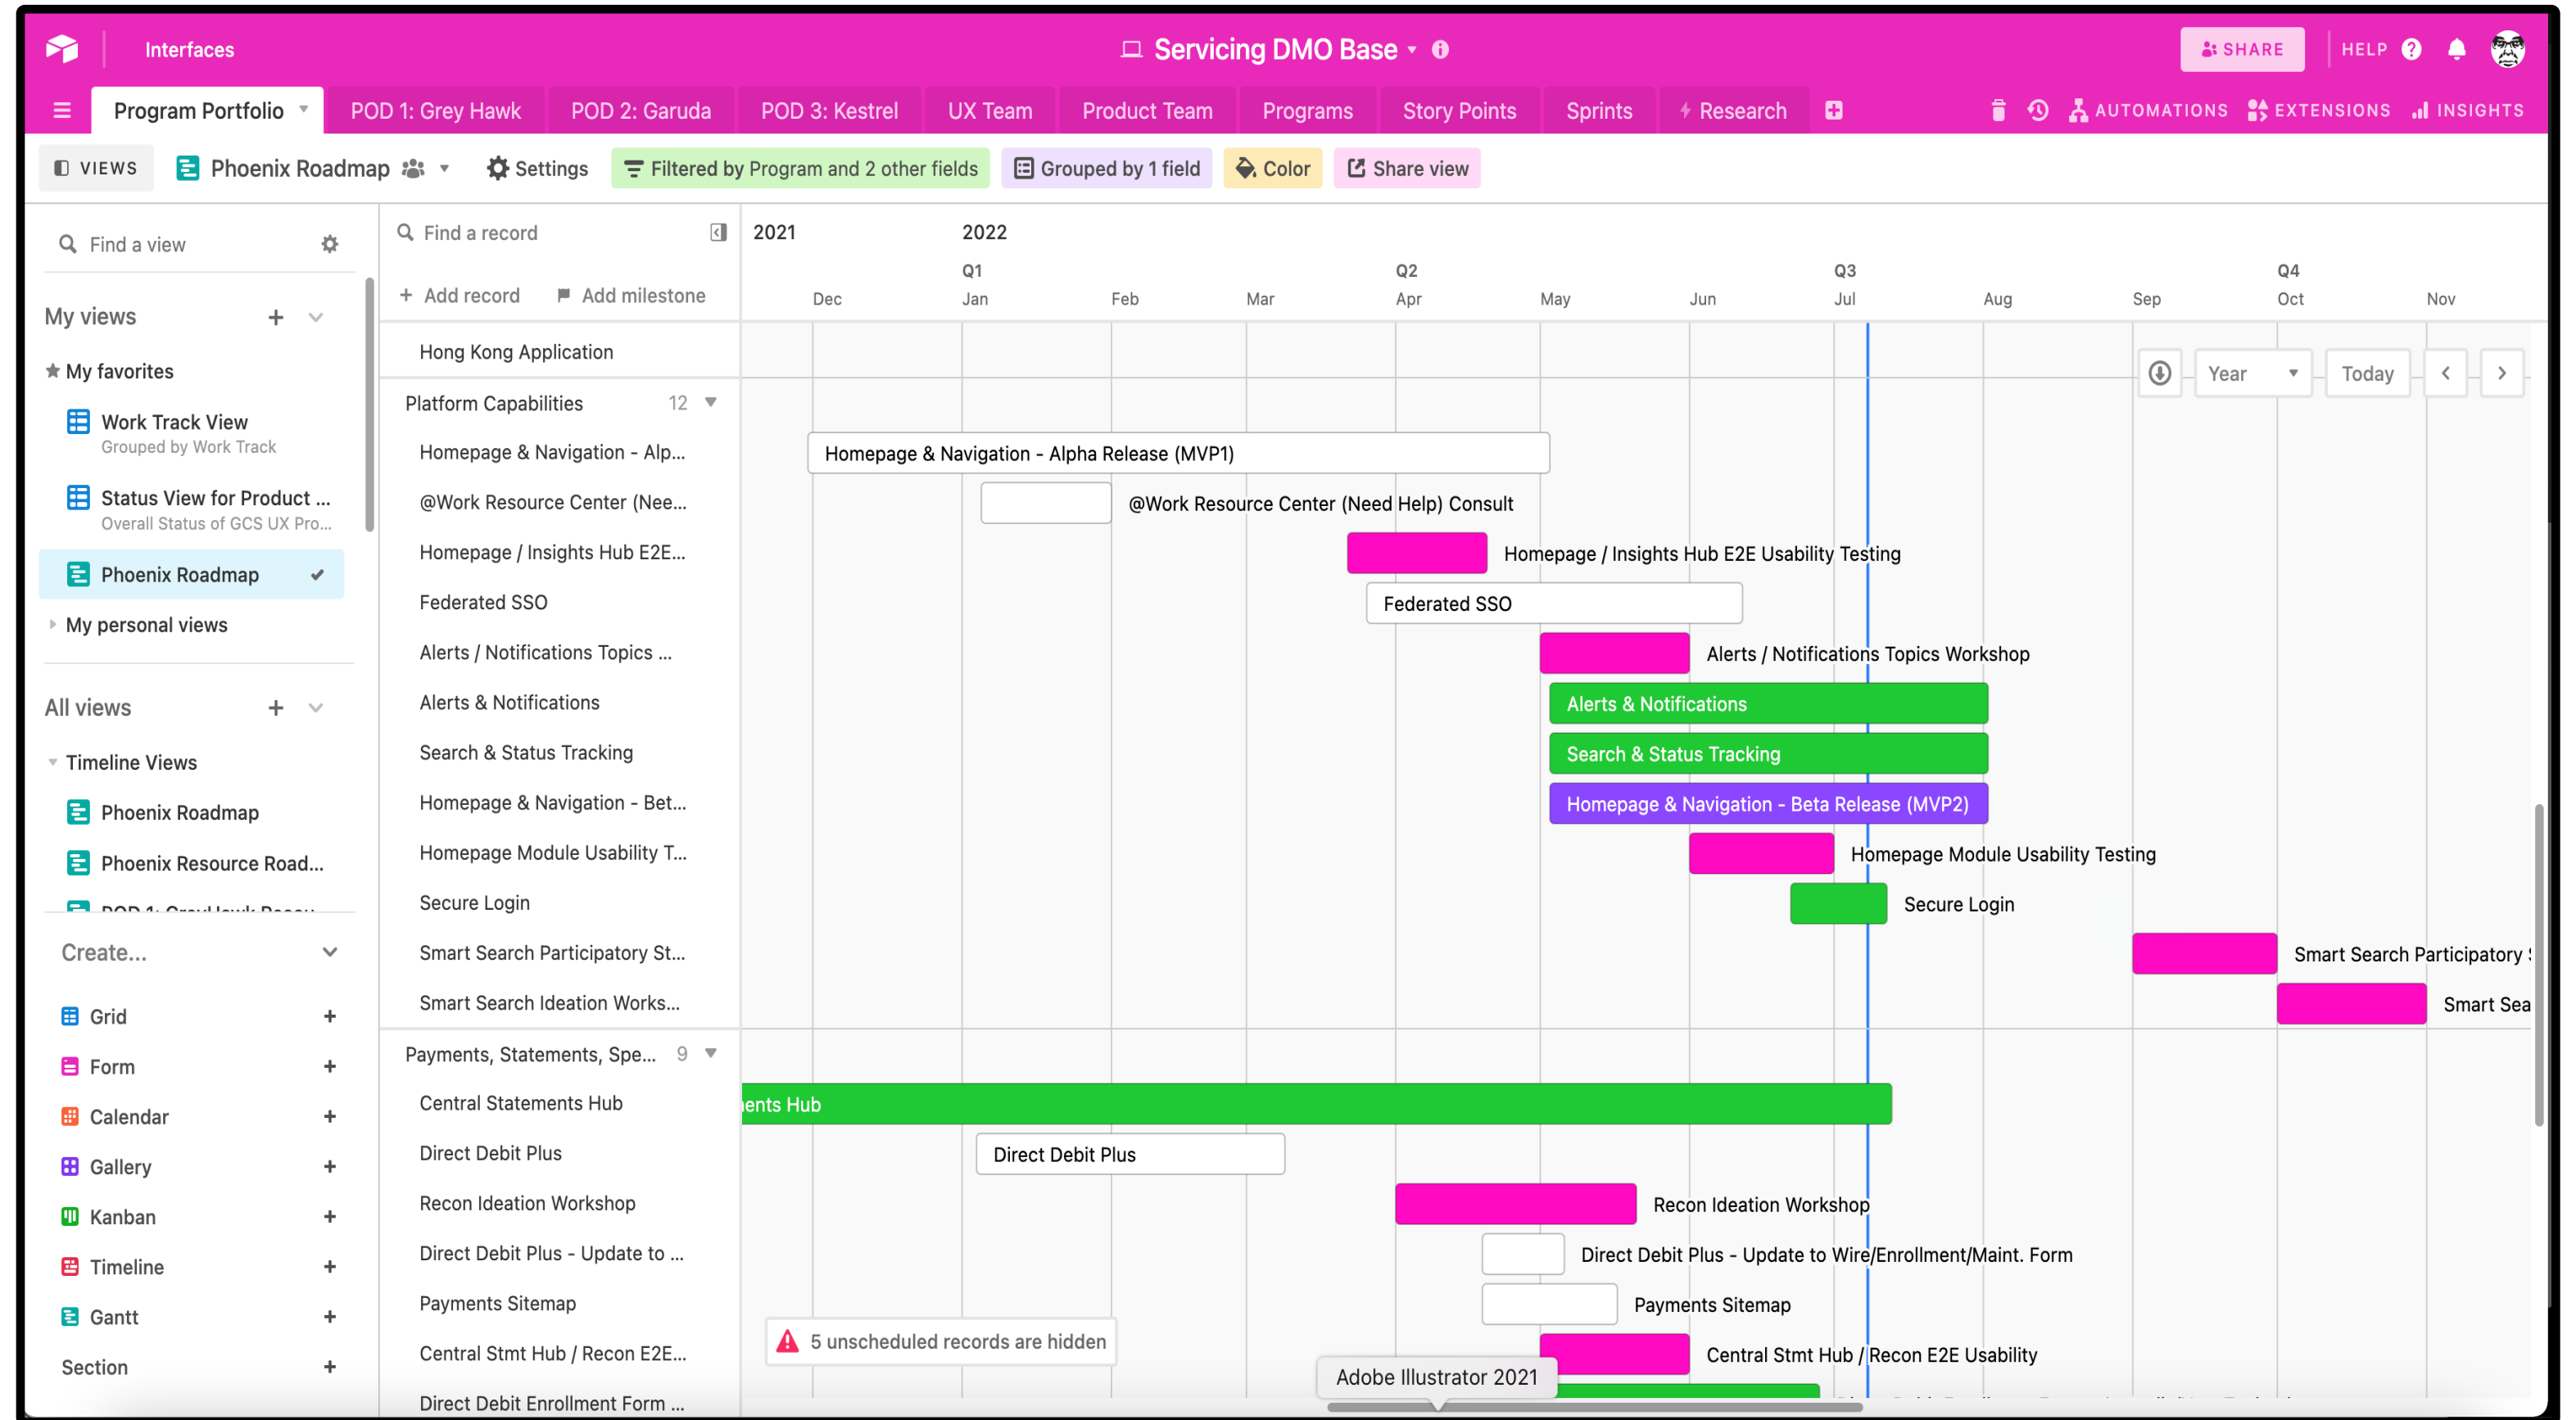 Interfaces
Servicing DMO Base
SHARE
HELP
Program Portfolio
POD 1: Grey Hawk
POD 2: Garuda
POD 3: Kestrel
UX Team
Product Team
Programs
Story Points
Sprints
Research
AUTOMATIONS
EXTENSIONS
INSIGHTS
VIEWS
Phoenix Roadmap
Settings
Filtered by Program and 2 other fields
Grouped by 1 field
Color
Share view
Find a view
My views
My favorites
Work Track View
Grouped by Work Track
Status View for Product ...
Overall Status of GCS UX Pro...
Phoenix Roadmap
My personal views
All views
Timeline Views
Phoenix Roadmap
Phoenix Resource Road...
Create...
Grid
Form
Calendar
Gallery
Kanban
Timeline
Gantt
Section
Find a record
Add record
Add milestone
Hong Kong Application
Platform Capabilities 12
Homepage & Navigation - Alp...
@Work Resource Center (Nee...
Homepage / Insights Hub E2E...
Federated SSO
Alerts / Notifications Topics ...
Alerts & Notifications
Search & Status Tracking
Homepage & Navigation - Bet...
Homepage Module Usability T...
Secure Login
Smart Search Participatory St...
Smart Search Ideation Works...
Payments, Statements, Spe... 9
Central Statements Hub
Direct Debit Plus
Recon Ideation Workshop
Direct Debit Plus - Update to ...
Payments Sitemap
Central Stmt Hub / Recon E2E...
Direct Debit Enrollment Form ...
2021
2022
Q1
Q2
Q3
Q4
Dec
Jan
Feb
Mar
Apr
May
Jun
Jul
Aug
Sep
Oct
Nov
Year
Today
Homepage & Navigation - Alpha Release (MVP1)
@Work Resource Center (Need Help) Consult
Homepage / Insights Hub E2E Usability Testing
Federated SSO
Alerts / Notifications Topics Workshop
Alerts & Notifications
Search & Status Tracking
Homepage & Navigation - Beta Release (MVP2)
Homepage Module Usability Testing
Secure Login
Smart Search Participatory
Smart Sea
ents Hub
Direct Debit Plus
Recon Ideation Workshop
Direct Debit Plus - Update to Wire/Enrollment/Maint. Form
Payments Sitemap
Central Stmt Hub / Recon E2E Usability
5 unscheduled records are hidden
Adobe Illustrator 2021